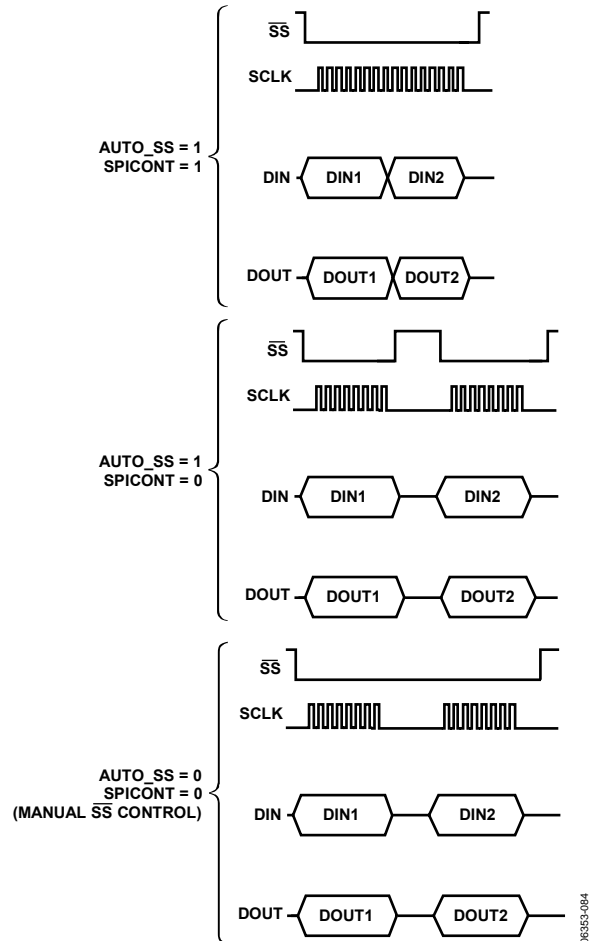 SS
SCLK
AUTO_SS = 1
SPICONT = 1
DIN DIN1 DIN2
DOUT DOUT1 DOUT2
SS
SCLK
AUTO_SS = 1
SPICONT = 0
DIN DIN1 DIN2
DOUT DOUT1 DOUT2
SS
SCLK
AUTO_SS = 0
SPICONT = 0
(MANUAL SS CONTROL)
DIN DIN1 DIN2
DOUT DOUT1 DOUT2
06353-084